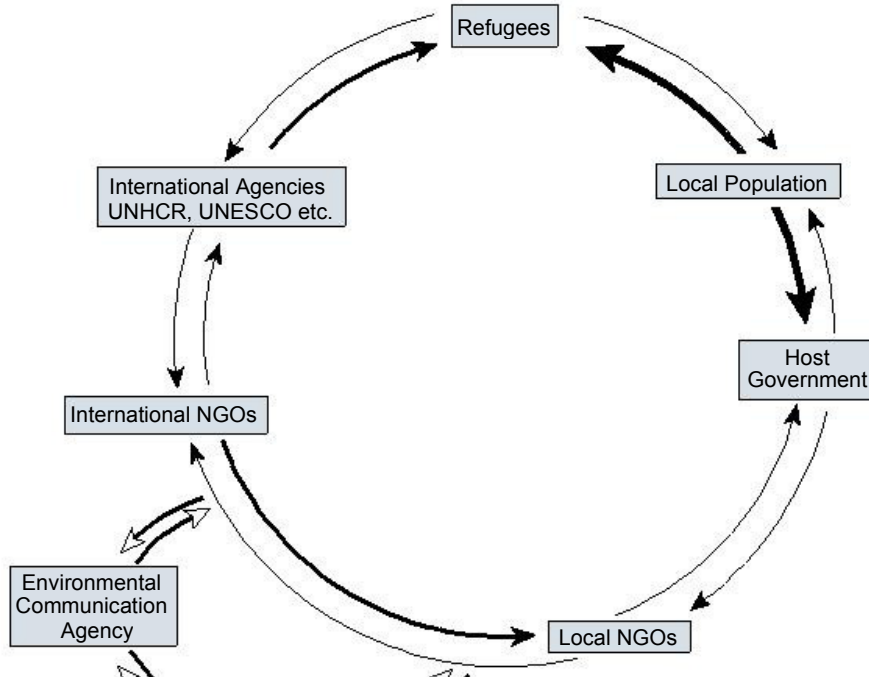 Refugees
International Agencies
UNHCR, UNESCO etc.
Local Population
Host
Government
International NGOs
Environmental
Communication
Agency
Local NGOs